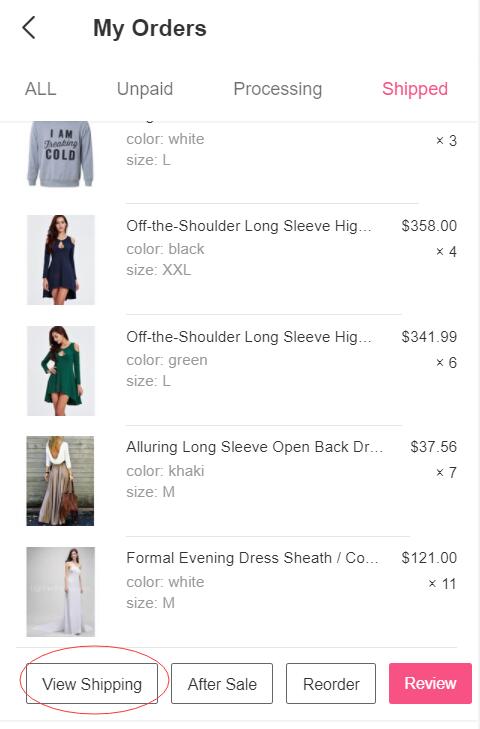 My Orders
ALL Unpaid Processing Shipped
I AM
Freaking
COLD
color: white × 3
size: L
Off-the-Shoulder Long Sleeve Hig... $358.00
color: black × 4
size: XXL
Off-the-Shoulder Long Sleeve Hig... $341.99
color: green × 6
size: L
Alluring Long Sleeve Open Back Dr... $37.56
color: khaki × 7
size: M
Formal Evening Dress Sheath / Co... $121.00
color: white × 11
size: M
View Shipping After Sale Reorder Review